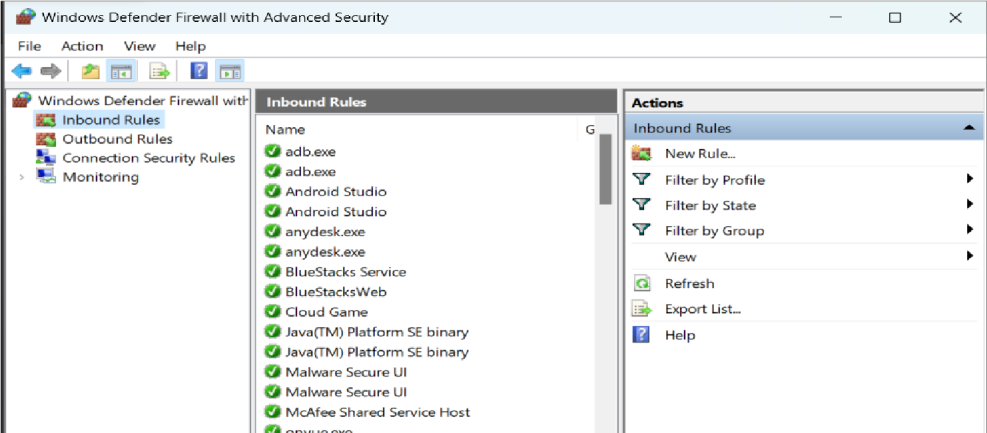 Windows Defender Firewall with Advanced Security
File Action View Help
Windows Defender Firewall with
Inbound Rules
Outbound Rules
Connection Security Rules
Monitoring
Inbound Rules
Name G
adb.exe
adb.exe
Android Studio
Android Studio
anydesk.exe
anydesk.exe
BlueStacks Service
BlueStacksWeb
Cloud Game
Java(TM) Platform SE binary
Java(TM) Platform SE binary
Malware Secure UI
Malware Secure UI
McAfee Shared Service Host
Actions
Inbound Rules
New Rule...
Filter by Profile
Filter by State
Filter by Group
View
Refresh
Export List...
Help